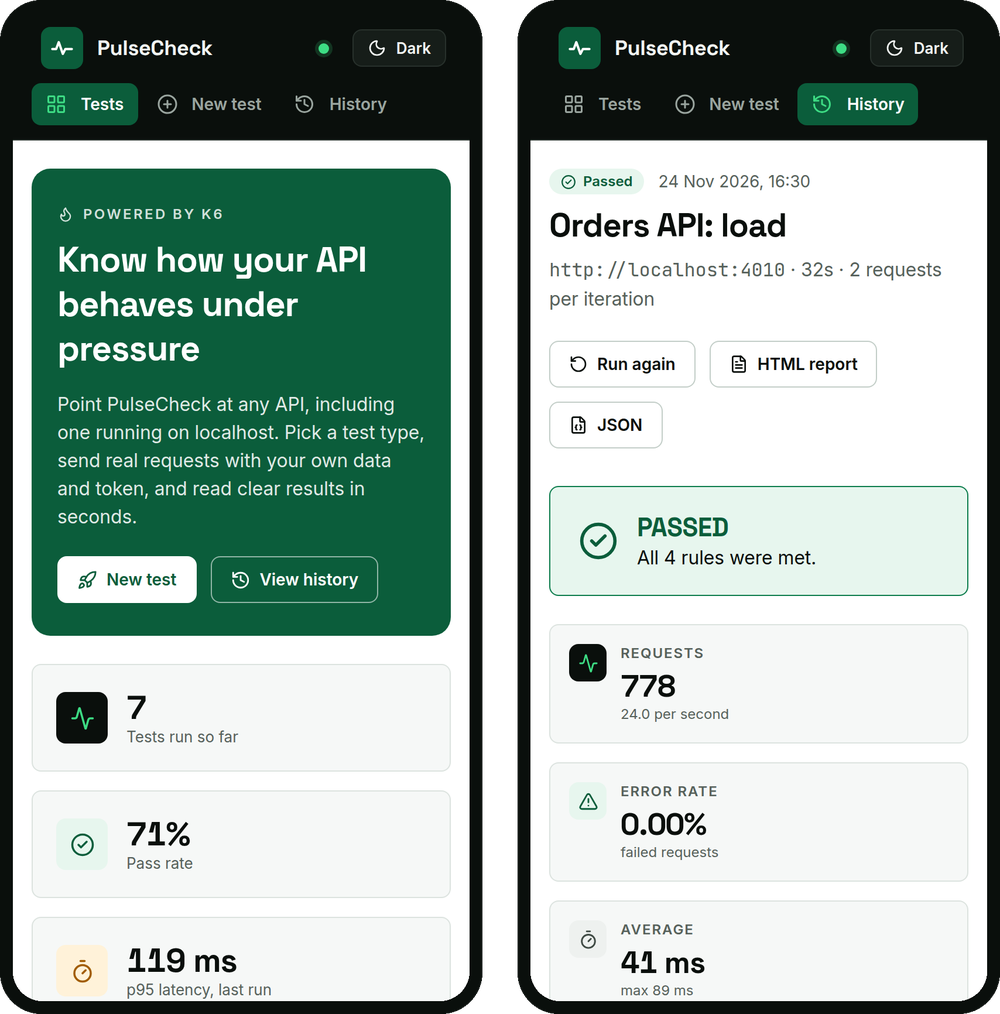 PulseCheck
Dark
Tests
New test
History
POWERED BY K6
Know how your API
behaves under
pressure
Point PulseCheck at any API, including
one running on localhost. Pick a test type,
send real requests with your own data
and token, and read clear results in
seconds.
New test
View history
7
Tests run so far
71%
Pass rate
119 ms
p95 latency, last run
PulseCheck
Dark
Tests
New test
History
Passed
24 Nov 2026, 16:30
Orders API: load
http://localhost:4010 · 32s · 2 requests
per iteration
Run again
HTML report
JSON
PASSED
All 4 rules were met.
REQUESTS
778
24.0 per second
ERROR RATE
0.00%
failed requests
AVERAGE
41 ms
max 89 ms